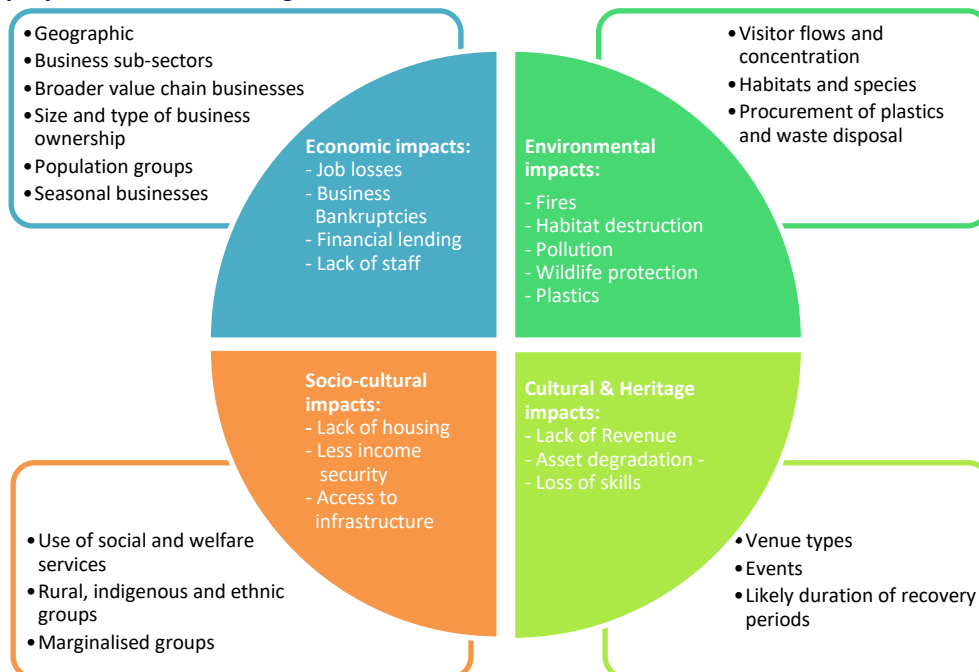 • Geographic
• Business sub-sectors
• Broader value chain businesses
• Size and type of business
ownership
• Population groups
• Seasonal businesses
• Visitor flows and
concentration
• Habitats and species
• Procurement of plastics
and waste disposal
Economic impacts:
- Job losses
- Business
Bankruptcies
- Financial lending
- Lack of staff
Environmental
impacts:
- Fires
- Habitat destruction
- Pollution
- Wildlife protection
- Plastics
Socio-cultural
impacts:
- Lack of housing
- Less income
security
- Access to
infrastructure
Cultural & Heritage
impacts:
- Lack of Revenue
- Asset degradation -
- Loss of skills
• Use of social and welfare
services
• Rural, indigenous and ethnic
groups
• Marginalised groups
• Venue types
• Events
• Likely duration of recovery
periods